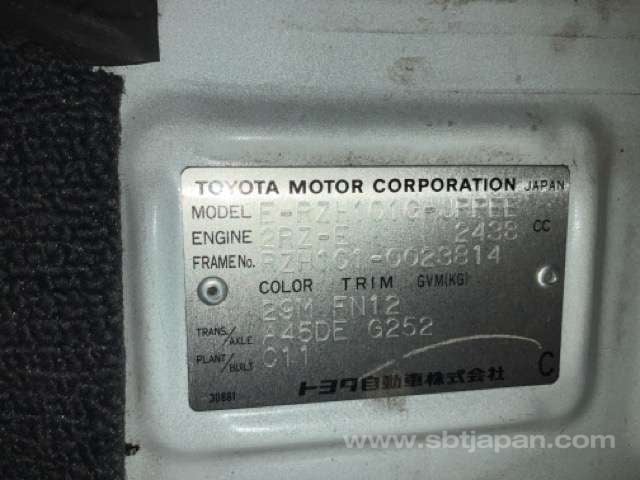 TOYOTA MOTOR CORPORATION JAPAN
MODEL E-RZH101G-
ENGINE 2RZ-E 2438 CC
FRAME No. RZH101-0023814
COLOR TRIM GVM(KG)
29M FN12
TRANS./AXLE A45DE G252
PLANT/BUILT C11
トヨタ自動車株式会社 C
30881
www.sbtjapan.com